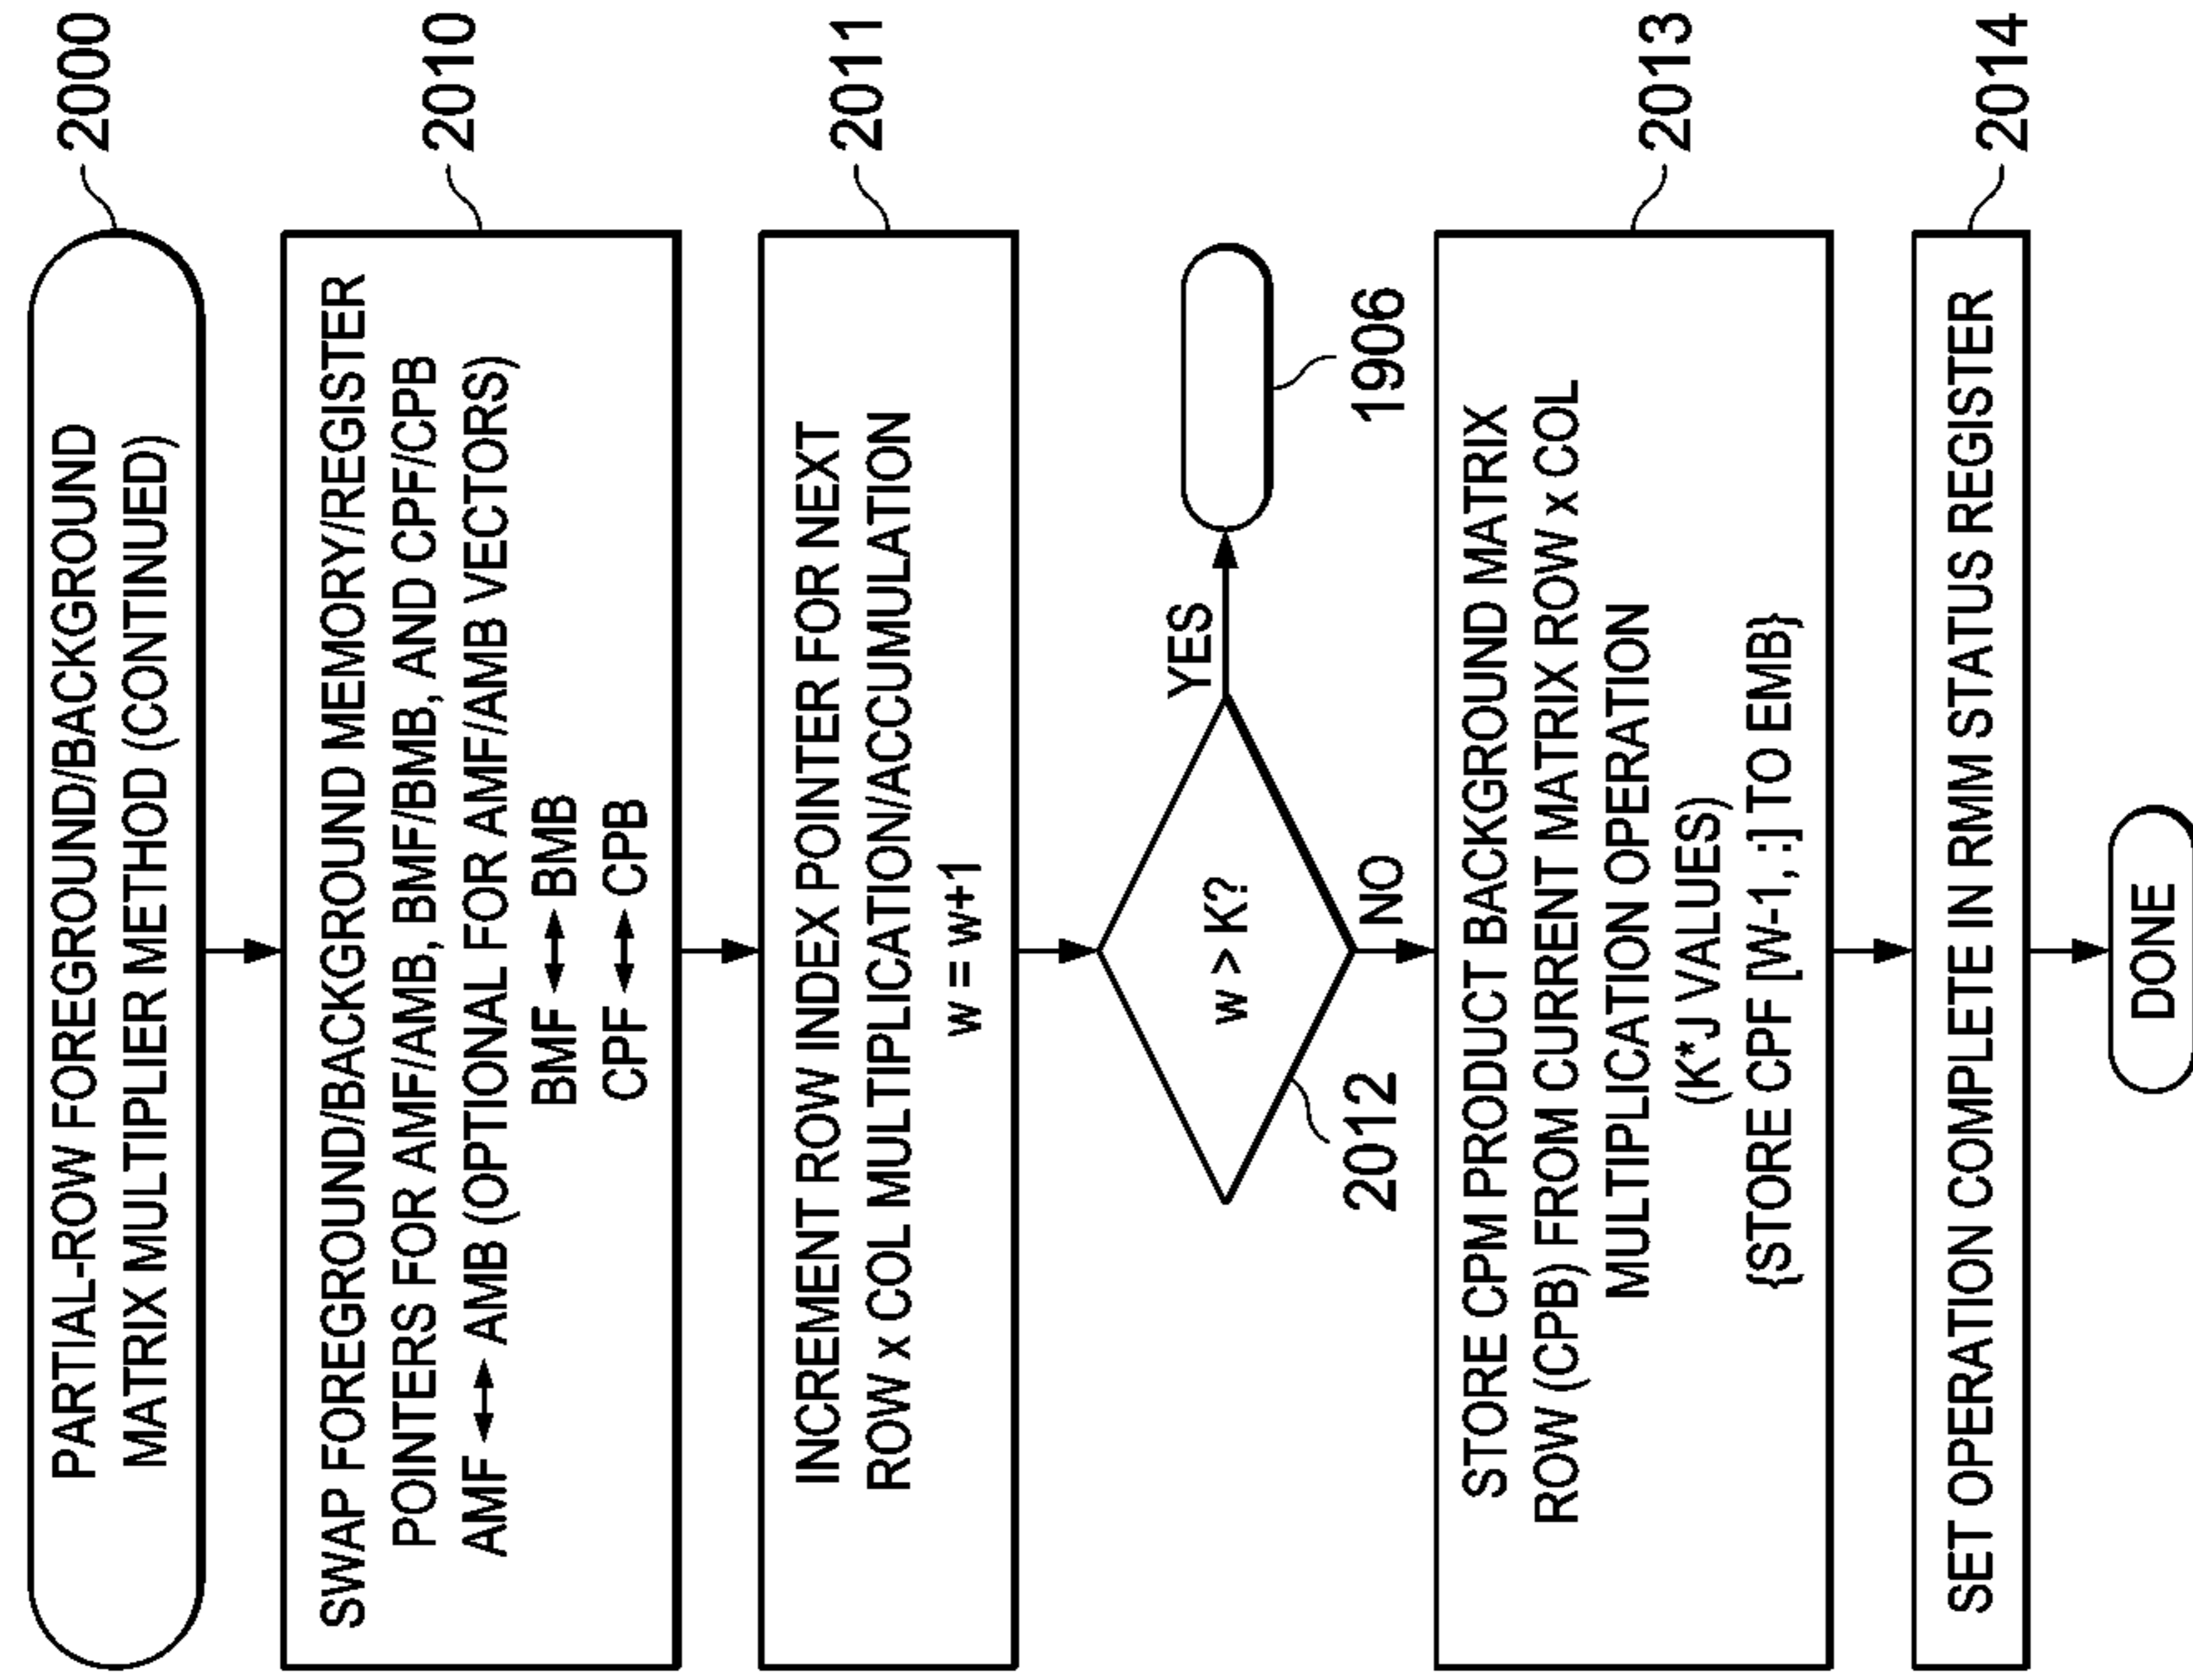 PARTIAL-ROW FOREGROUND/BACKGROUND
MATRIX MULTIPLIER METHOD (CONTINUED)
2000
SWAP FOREGROUND/BACKGROUND MEMORY/REGISTER
POINTERS FOR AMF/AMB, BMF/BMB, AND CPF/CPB
AMF ↔ AMB (OPTIONAL FOR AMF/AMB VECTORS)
BMF ↔ BMB
CPF ↔ CPB
2010
INCREMENT ROW INDEX POINTER FOR NEXT
ROW x COL MULTIPLICATION/ACCUMULATION
w = w+1
2011
w > K?
2012
YES
1906
NO
STORE CPM PRODUCT BACKGROUND MATRIX
ROW (CPB) FROM CURRENT MATRIX ROW x COL
MULTIPLICATION OPERATION
(K*J VALUES)
{STORE CPF [W-1, :] TO EMB}
2013
SET OPERATION COMPLETE IN RMM STATUS REGISTER
2014
DONE